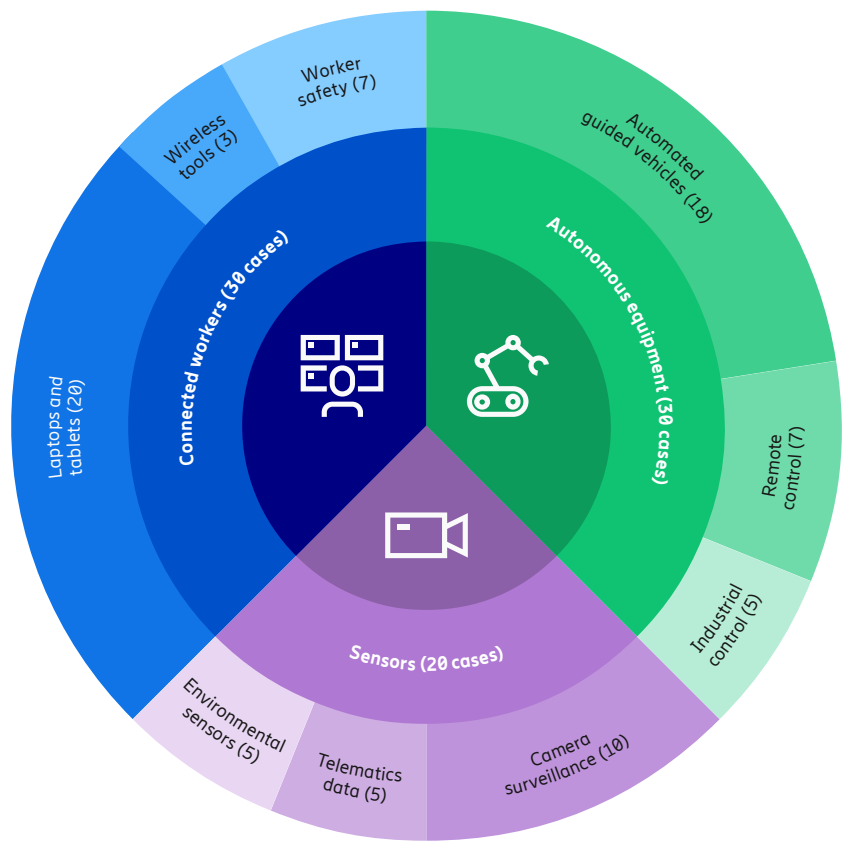 Worker
safety (7)
Wireless
tools (3)
Laptops and
tablets (20)
Connected workers (30 cases)
Automated
guided vehicles (18)
Remote
control (7)
Industrial
control (5)
Autonomous equipment (30 cases)
Sensors (20 cases)
Environmental
sensors (5)
Telematics
data (5)
Camera
surveillance (10)